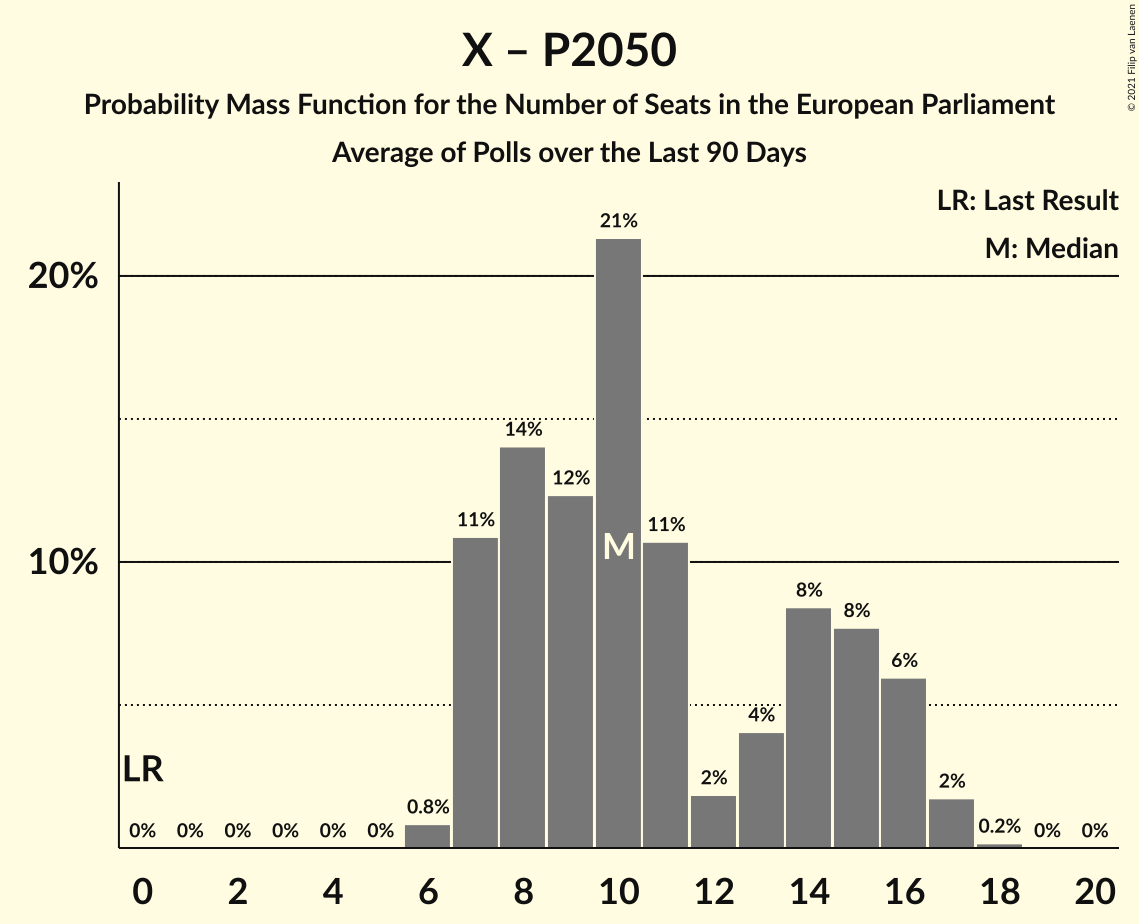 X – P2050
Probability Mass Function for the Number of Seats in the European Parliament
Average of Polls over the Last 90 Days
© 2021 Filip van Laenen
LR: Last Result
M: Median
20%
10%
LR
0% 0% 0% 0% 0% 0% 0.8% 11% 14% 12% 21% 11% 2% 4% 8% 8% 6% 2% 0.2% 0% 0%
M
0 2 4 6 8 10 12 14 16 18 20